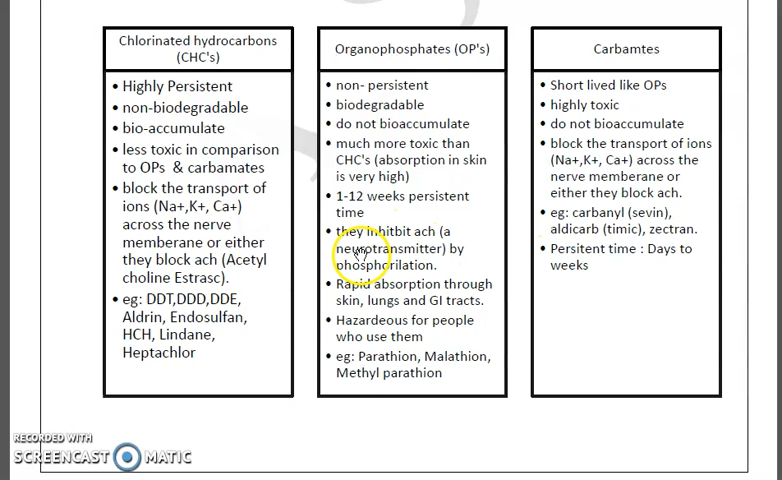 Chlorinated hydrocarbons
(CHC's)
• Highly Persistent
• non-biodegradable
• bio-accumulate
• less toxic in comparison
to OPs & carbamates
• block the transport of
ions (Na+,K+, Ca+)
across the nerve
memberane or either
they block ach (Acetyl
choline Estrasc).
• eg: DDT,DDD,DDE,
Aldrin, Endosulfan,
HCH, Lindane,
Heptachlor
Organophosphates (OP's)
• non- persistent
• biodegradable
• do not bioaccumulate
• much more toxic than
CHC's (absorption in skin
is very high)
• 1-12 weeks persistent
time
• they inhitbit ach (a
neurotransmitter) by
phosphorilation.
• Rapid absorption through
skin, lungs and GI tracts.
• Hazardeous for people
who use them
• eg: Parathion, Malathion,
Methyl parathion
Carbamtes
• Short lived like OPs
• highly toxic
• do not bioaccumulate
• block the transport of ions
(Na+,K+, Ca+) across the
nerve memberane or
either they block ach.
• eg: carbanyl (sevin),
aldicarb (timic), zectran.
• Persitent time : Days to
weeks
RECORDED WITH
SCREENCAST MATIC